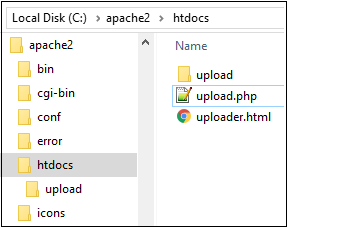 Local Disk (C:) > apache2 > htdocs
apache2
bin
cgi-bin
conf
error
htdocs
upload
icons
Name
upload
upload.php
uploader.html